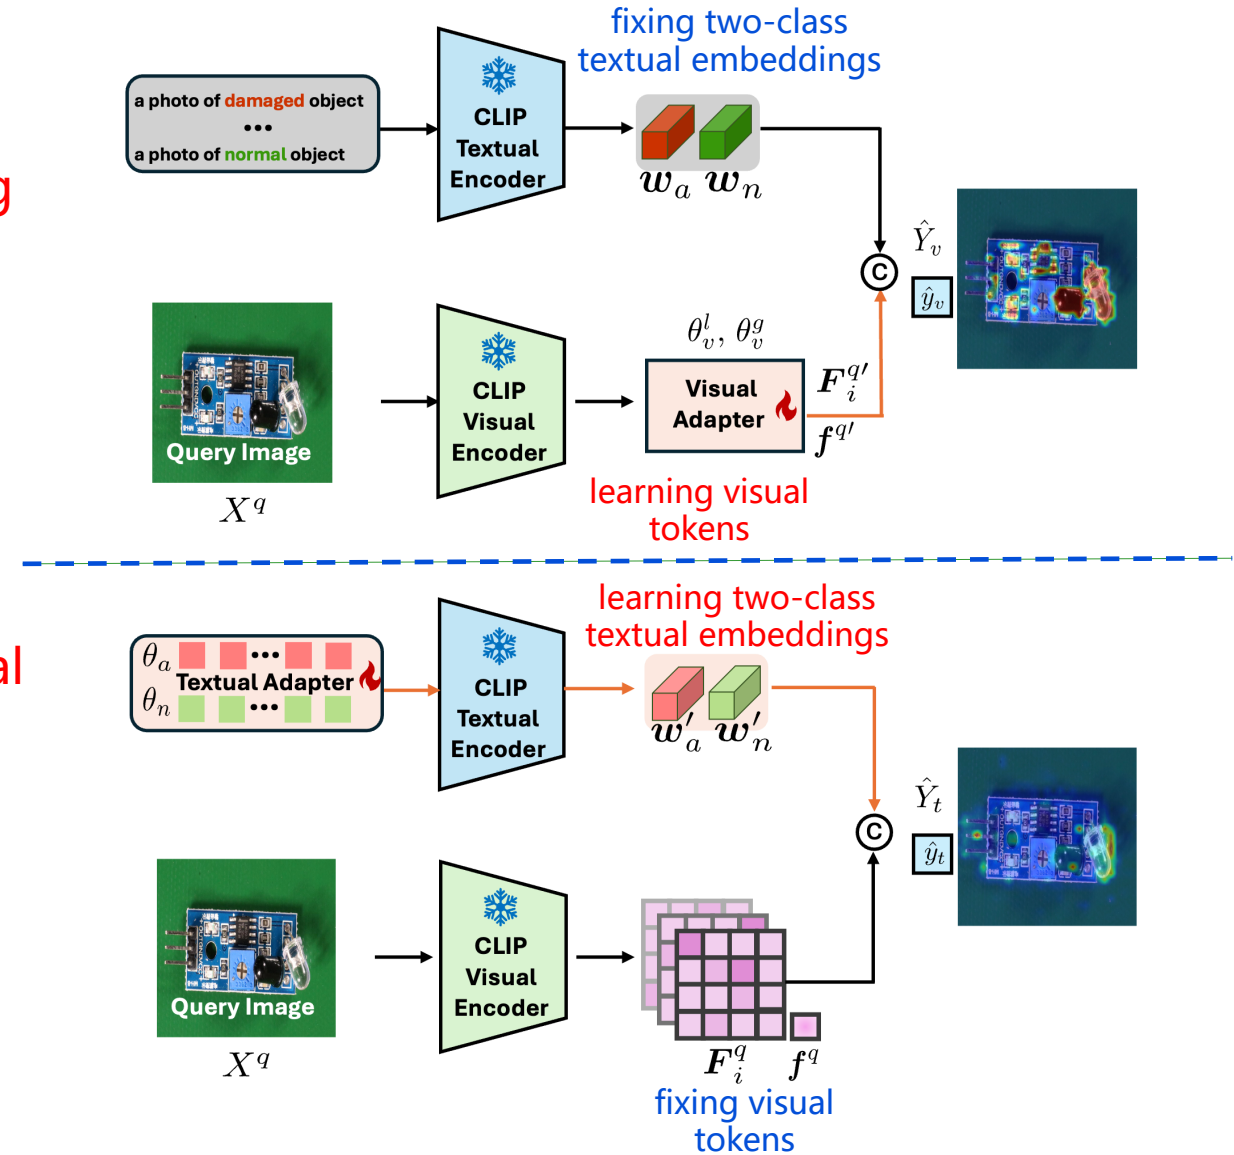 fixing two-class
textual embeddings
a photo of damaged object
•••
a photo of normal object
CLIP
Textual
Encoder
w_a w_n
g
Ŷ_v
ŷ_v
C
Query Image
X^q
CLIP
Visual
Encoder
θ_v^l, θ_v^g
Visual
Adapter
F_i^{q′}
f^{q′}
learning visual
tokens
learning two-class
textual embeddings
al
θ_a •••
Textual Adapter
θ_n •••
CLIP
Textual
Encoder
w′_a w′_n
Ŷ_t
ŷ_t
C
Query Image
X^q
CLIP
Visual
Encoder
F_i^q f^q
fixing visual
tokens